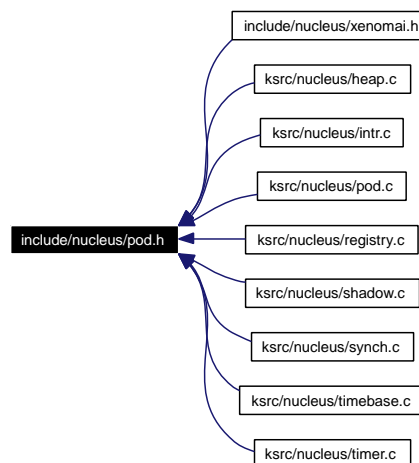 include/nucleus/xenomai.h
ksrc/nucleus/heap.c
ksrc/nucleus/intr.c
ksrc/nucleus/pod.c
include/nucleus/pod.h
ksrc/nucleus/registry.c
ksrc/nucleus/shadow.c
ksrc/nucleus/synch.c
ksrc/nucleus/timebase.c
ksrc/nucleus/timer.c